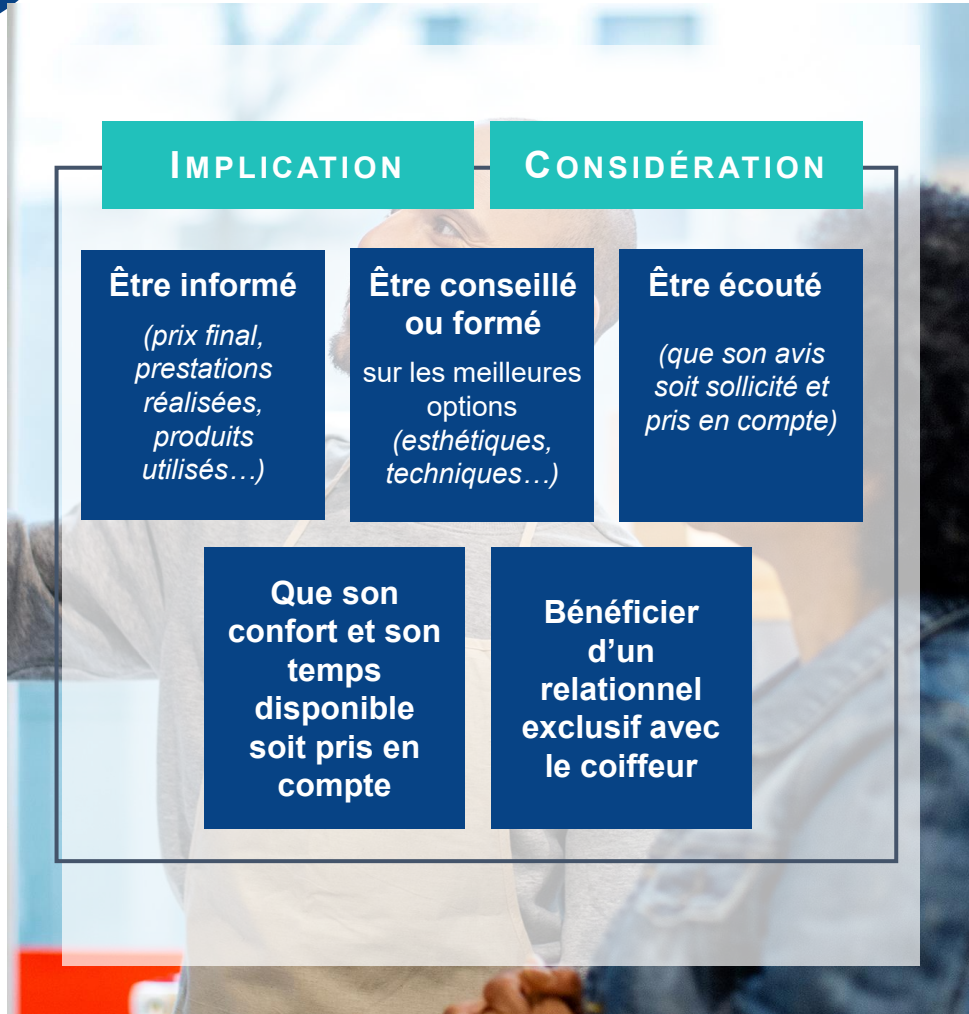 IMPLICATION
CONSIDÉRATION
Être informé
(prix final,
prestations
réalisées,
produits
utilisés…)
Être conseillé
ou formé
sur les meilleures
options
(esthétiques,
techniques…)
Être écouté
(que son avis
soit sollicité et
pris en compte)
Que son
confort et son
temps
disponible
soit pris en
compte
Bénéficier
d’un
relationnel
exclusif avec
le coiffeur